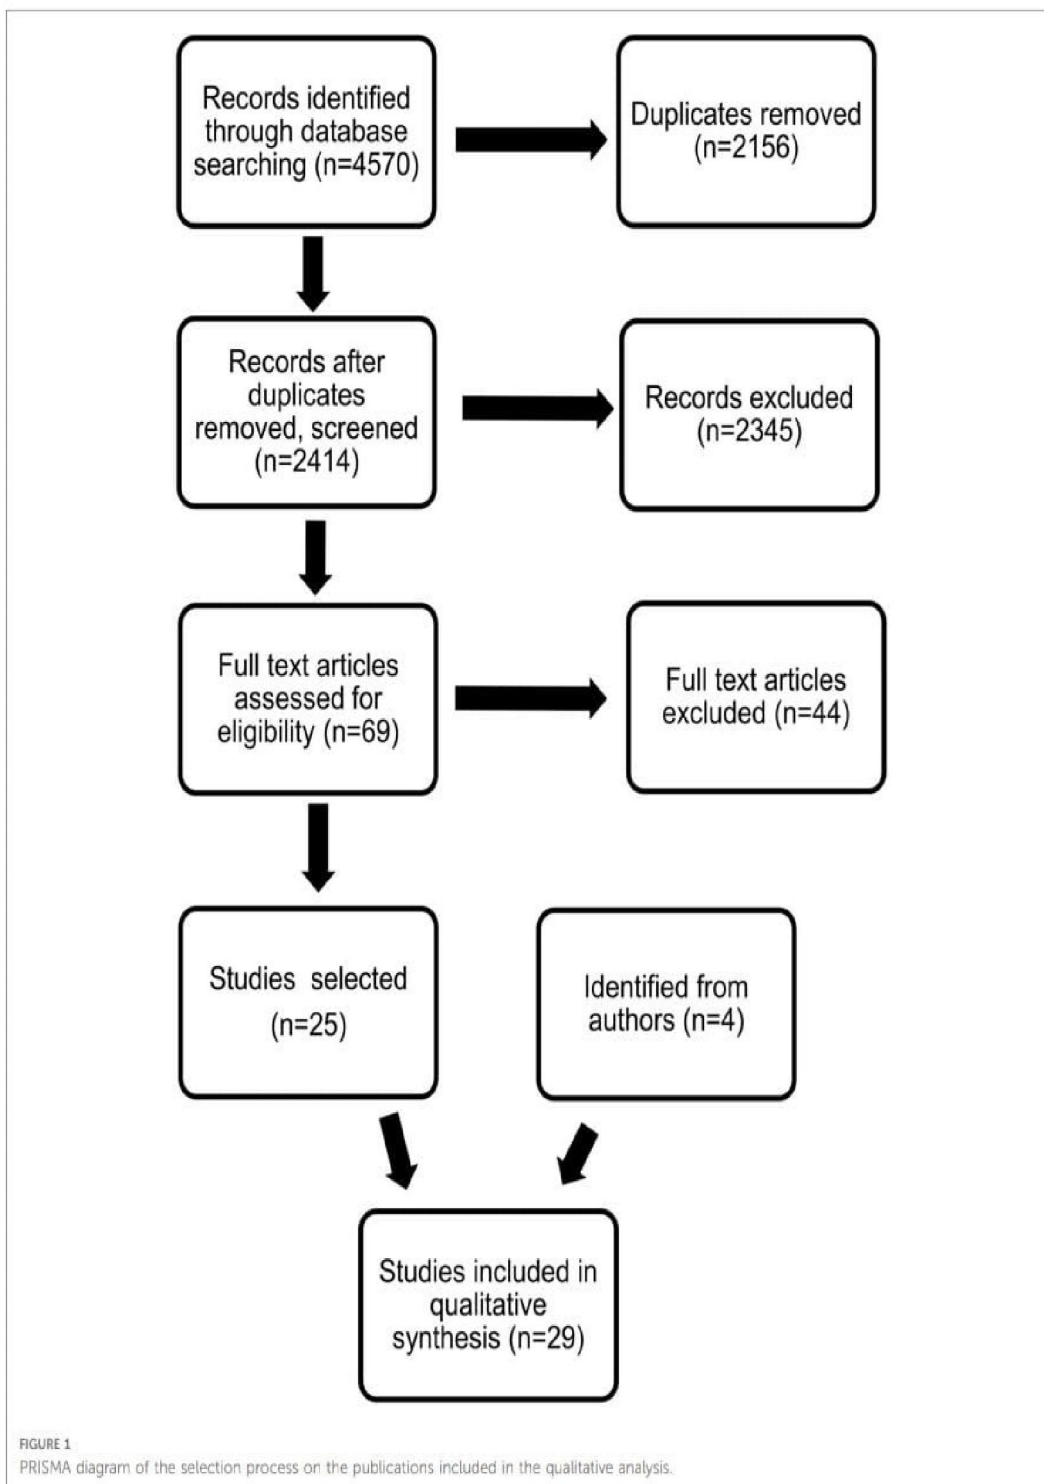 Records identified
through database
searching (n=4570)
Duplicates removed
(n=2156)
Records after
duplicates
removed, screened
(n=2414)
Records excluded
(n=2345)
Full text articles
assessed for
eligibility (n=69)
Full text articles
excluded (n=44)
Studies selected
(n=25)
Identified from
authors (n=4)
Studies included in
qualitative
synthesis (n=29)
FIGURE 1
PRISMA diagram of the selection process on the publications included in the qualitative analysis.